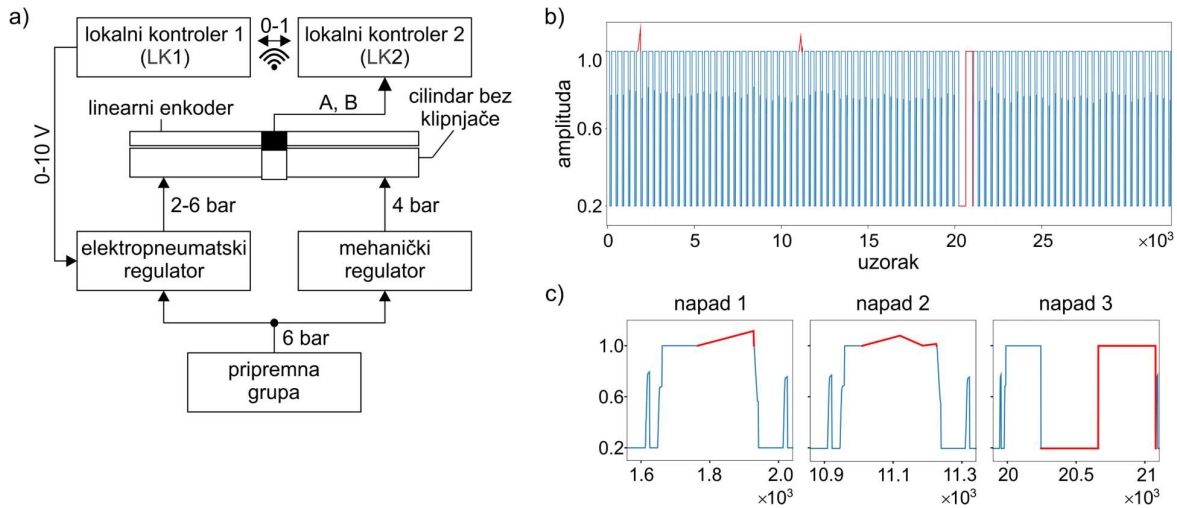 a)
lokalni kontroler 1
(LK1)
0-1
lokalni kontroler 2
(LK2)
A, B
linearni enkoder
cilindar bez
klipnjače
0-10 V
2-6 bar
4 bar
elektropneumatski
regulator
mehanički
regulator
6 bar
pripremna
grupa
b)
amplituda
1.0
0.6
0.2
0
5
10
15
20
25
×10³
uzorak
c)
napad 1
napad 2
napad 3
1.0
0.6
0.2
1.6
1.8
2.0
×10³
10.9
11.1
11.3
×10³
20
20.5
21
×10³